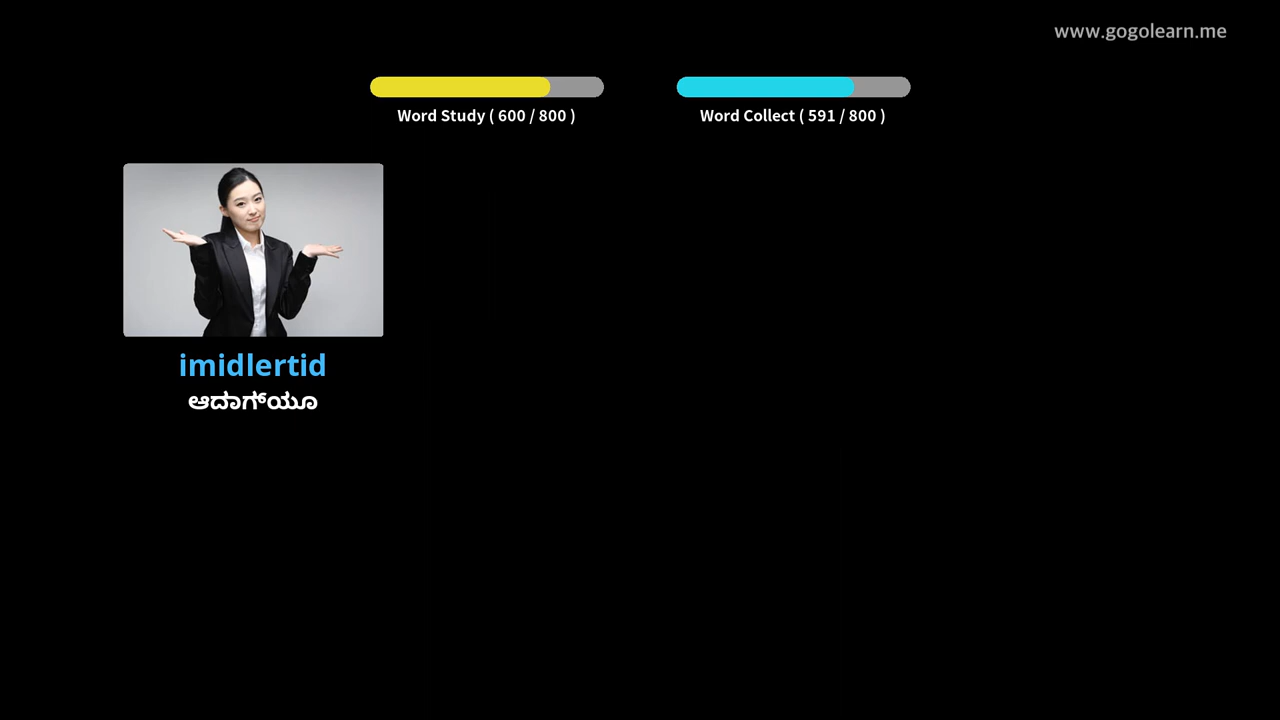 www.gogolearn.me
Word Study ( 600 / 800 )
Word Collect ( 591 / 800 )
imidlertid
ಆದಾಗ್‌ಯೂ